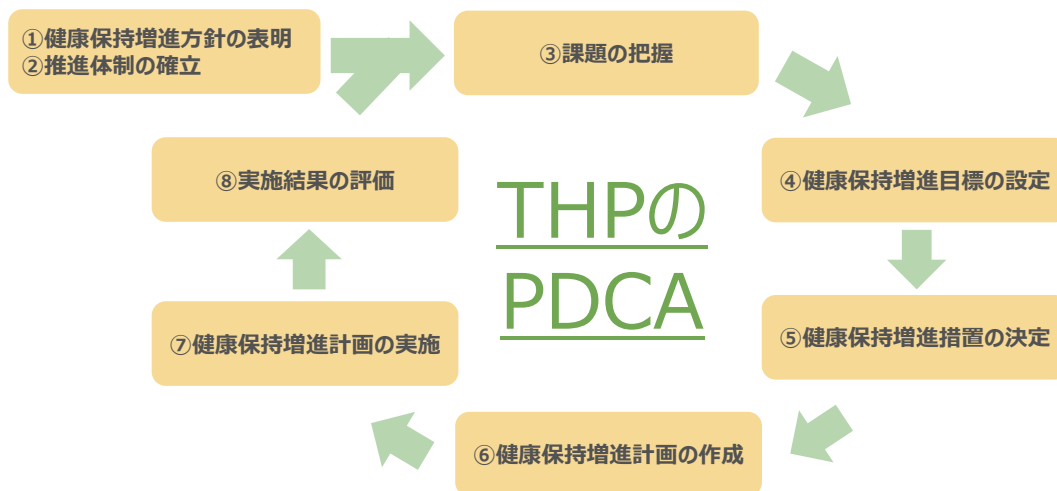 ①健康保持増進方針の表明
②推進体制の確立
③課題の把握
④健康保持増進目標の設定
⑤健康保持増進措置の決定
⑥健康保持増進計画の作成
⑦健康保持増進計画の実施
⑧実施結果の評価
THPの
PDCA